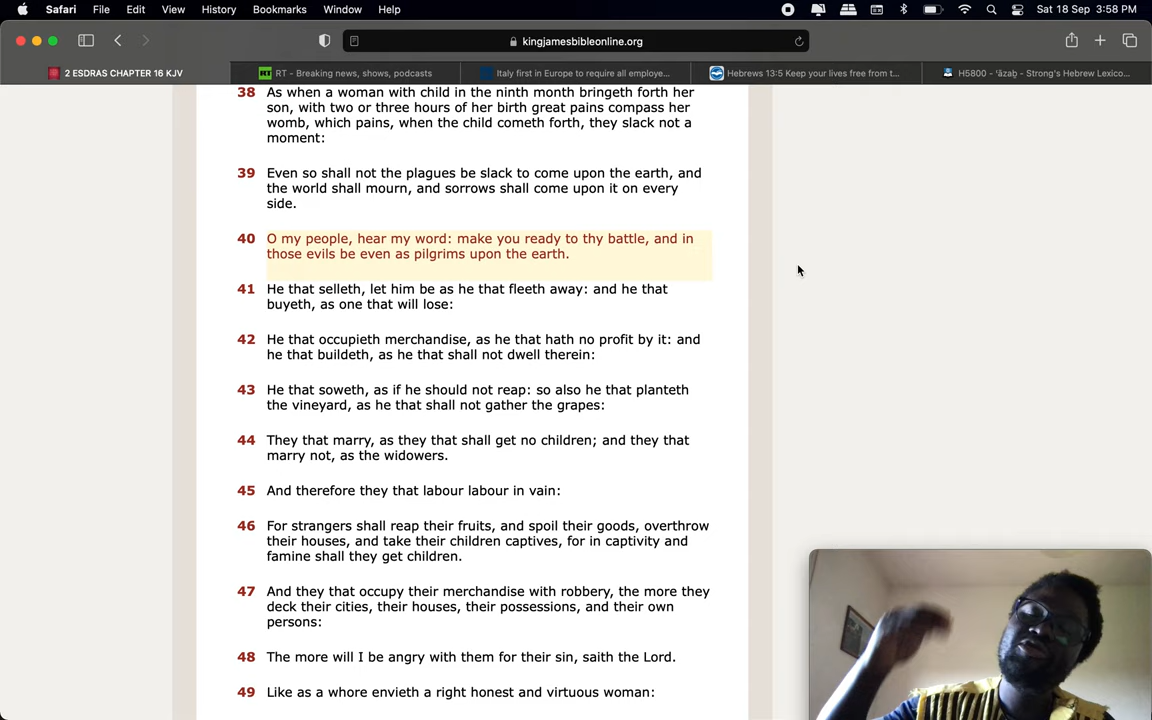 Safari File Edit View History Bookmarks Window Help Sat 18 Sep 3:58 PM
kingjamesbibleonline.org
2 ESDRAS CHAPTER 16 KJV RT RT - Breaking news, shows, podcasts Italy first in Europe to require all employe... Hebrews 13:5 Keep your lives free from t... H5800 - 'āzaḇ - Strong's Hebrew Lexico...
38 As when a woman with child in the ninth month bringeth forth her
son, with two or three hours of her birth great pains compass her
womb, which pains, when the child cometh forth, they slack not a
moment:
39 Even so shall not the plagues be slack to come upon the earth, and
the world shall mourn, and sorrows shall come upon it on every
side.
40 O my people, hear my word: make you ready to thy battle, and in
those evils be even as pilgrims upon the earth.
41 He that selleth, let him be as he that fleeth away: and he that
buyeth, as one that will lose:
42 He that occupieth merchandise, as he that hath no profit by it: and
he that buildeth, as he that shall not dwell therein:
43 He that soweth, as if he should not reap: so also he that planteth
the vineyard, as he that shall not gather the grapes:
44 They that marry, as they that shall get no children; and they that
marry not, as the widowers.
45 And therefore they that labour labour in vain:
46 For strangers shall reap their fruits, and spoil their goods, overthrow
their houses, and take their children captives, for in captivity and
famine shall they get children.
47 And they that occupy their merchandise with robbery, the more they
deck their cities, their houses, their possessions, and their own
persons:
48 The more will I be angry with them for their sin, saith the Lord.
49 Like as a whore envieth a right honest and virtuous woman: